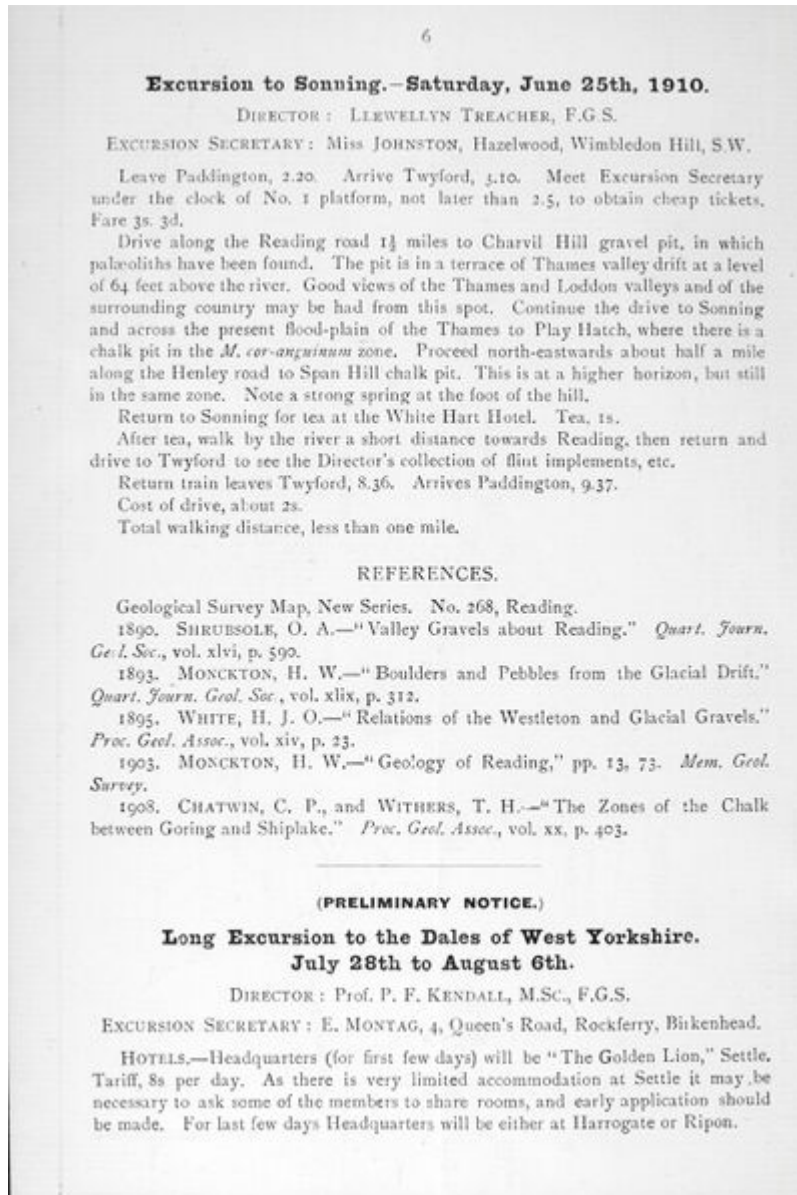 6
Excursion to Sonning.—Saturday, June 25th, 1910.
DIRECTOR: LLEWELLYN TREACHER, F.G.S.
EXCURSION SECRETARY: Miss JOHNSTON, Hazelwood, Wimbledon Hill, S.W.
Leave Paddington, 2.20. Arrive Twyford, 3.10. Meet Excursion Secretary
under the clock of No. 1 platform, not later than 2.5, to obtain cheap tickets.
Fare 3s. 3d.
Drive along the Reading road 1½ miles to Charvil Hill gravel pit, in which
palæoliths have been found. The pit is in a terrace of Thames valley drift at a level
of 64 feet above the river. Good views of the Thames and Loddon valleys and of the
surrounding country may be had from this spot. Continue the drive to Sonning
and across the present flood-plain of the Thames to Play Hatch, where there is a
chalk pit in the M. cor-anguinum zone. Proceed north-eastwards about half a mile
along the Henley road to Span Hill chalk pit. This is at a higher horizon, but still
in the same zone. Note a strong spring at the foot of the hill.
Return to Sonning for tea at the White Hart Hotel. Tea, 1s.
After tea, walk by the river a short distance towards Reading, then return and
drive to Twyford to see the Director's collection of flint implements, etc.
Return train leaves Twyford, 8.36. Arrives Paddington, 9.37.
Cost of drive, about 2s.
Total walking distance, less than one mile.
REFERENCES.
Geological Survey Map, New Series. No. 268, Reading.
1890. SHRUBSOLE, O. A.—"Valley Gravels about Reading." Quart. Journ.
Geol. Soc., vol. xlvi, p. 590.
1893. MONCKTON, H. W.—"Boulders and Pebbles from the Glacial Drift."
Quart. Journ. Geol. Soc., vol. xlix, p. 312.
1895. WHITE, H. J. O.—"Relations of the Westleton and Glacial Gravels."
Proc. Geol. Assoc., vol. xiv, p. 23.
1903. MONCKTON, H. W.—"Geology of Reading," pp. 13, 73. Mem. Geol.
Survey.
1908. CHATWIN, C. P., and WITHERS, T. H.—"The Zones of the Chalk
between Goring and Shiplake." Proc. Geol. Assoc., vol. xx, p. 403.
(PRELIMINARY NOTICE.)
Long Excursion to the Dales of West Yorkshire.
July 28th to August 6th.
DIRECTOR: Prof. P. F. KENDALL, M.SC., F.G.S.
EXCURSION SECRETARY: E. MONTAG, 4, Queen's Road, Rockferry, Birkenhead.
HOTELS.—Headquarters (for first few days) will be "The Golden Lion," Settle.
Tariff, 8s per day. As there is very limited accommodation at Settle it may be
necessary to ask some of the members to share rooms, and early application should
be made. For last few days Headquarters will be either at Harrogate or Ripon.